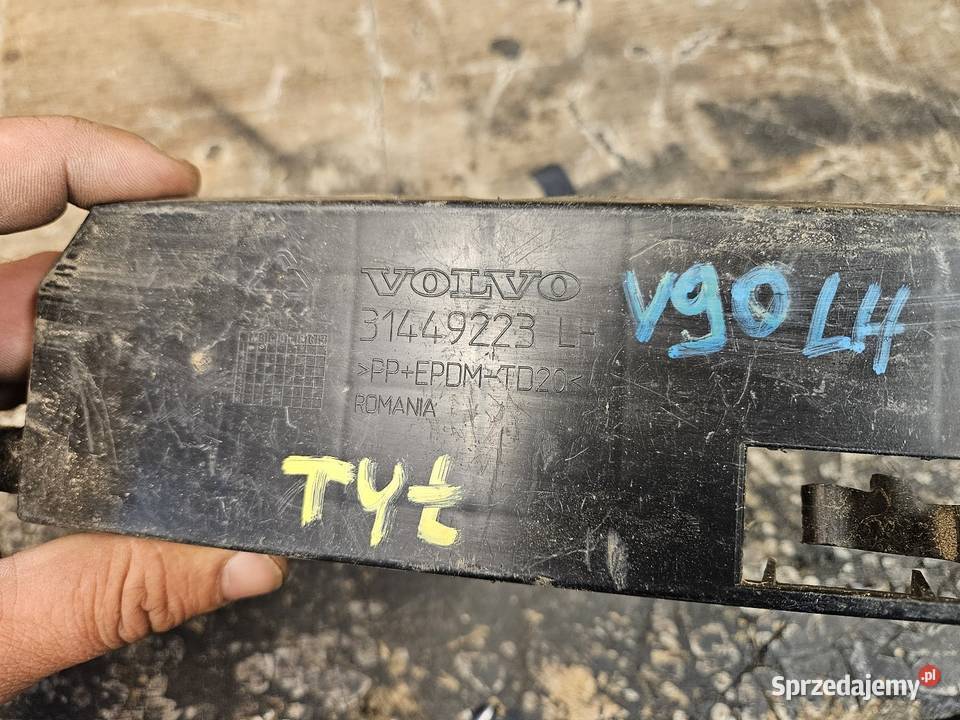 VOLVO
31449223 LH
V90 LH
>PP+EPDM-TD20<
ROMANIA
TYŁ
Sprzedajemy.pl